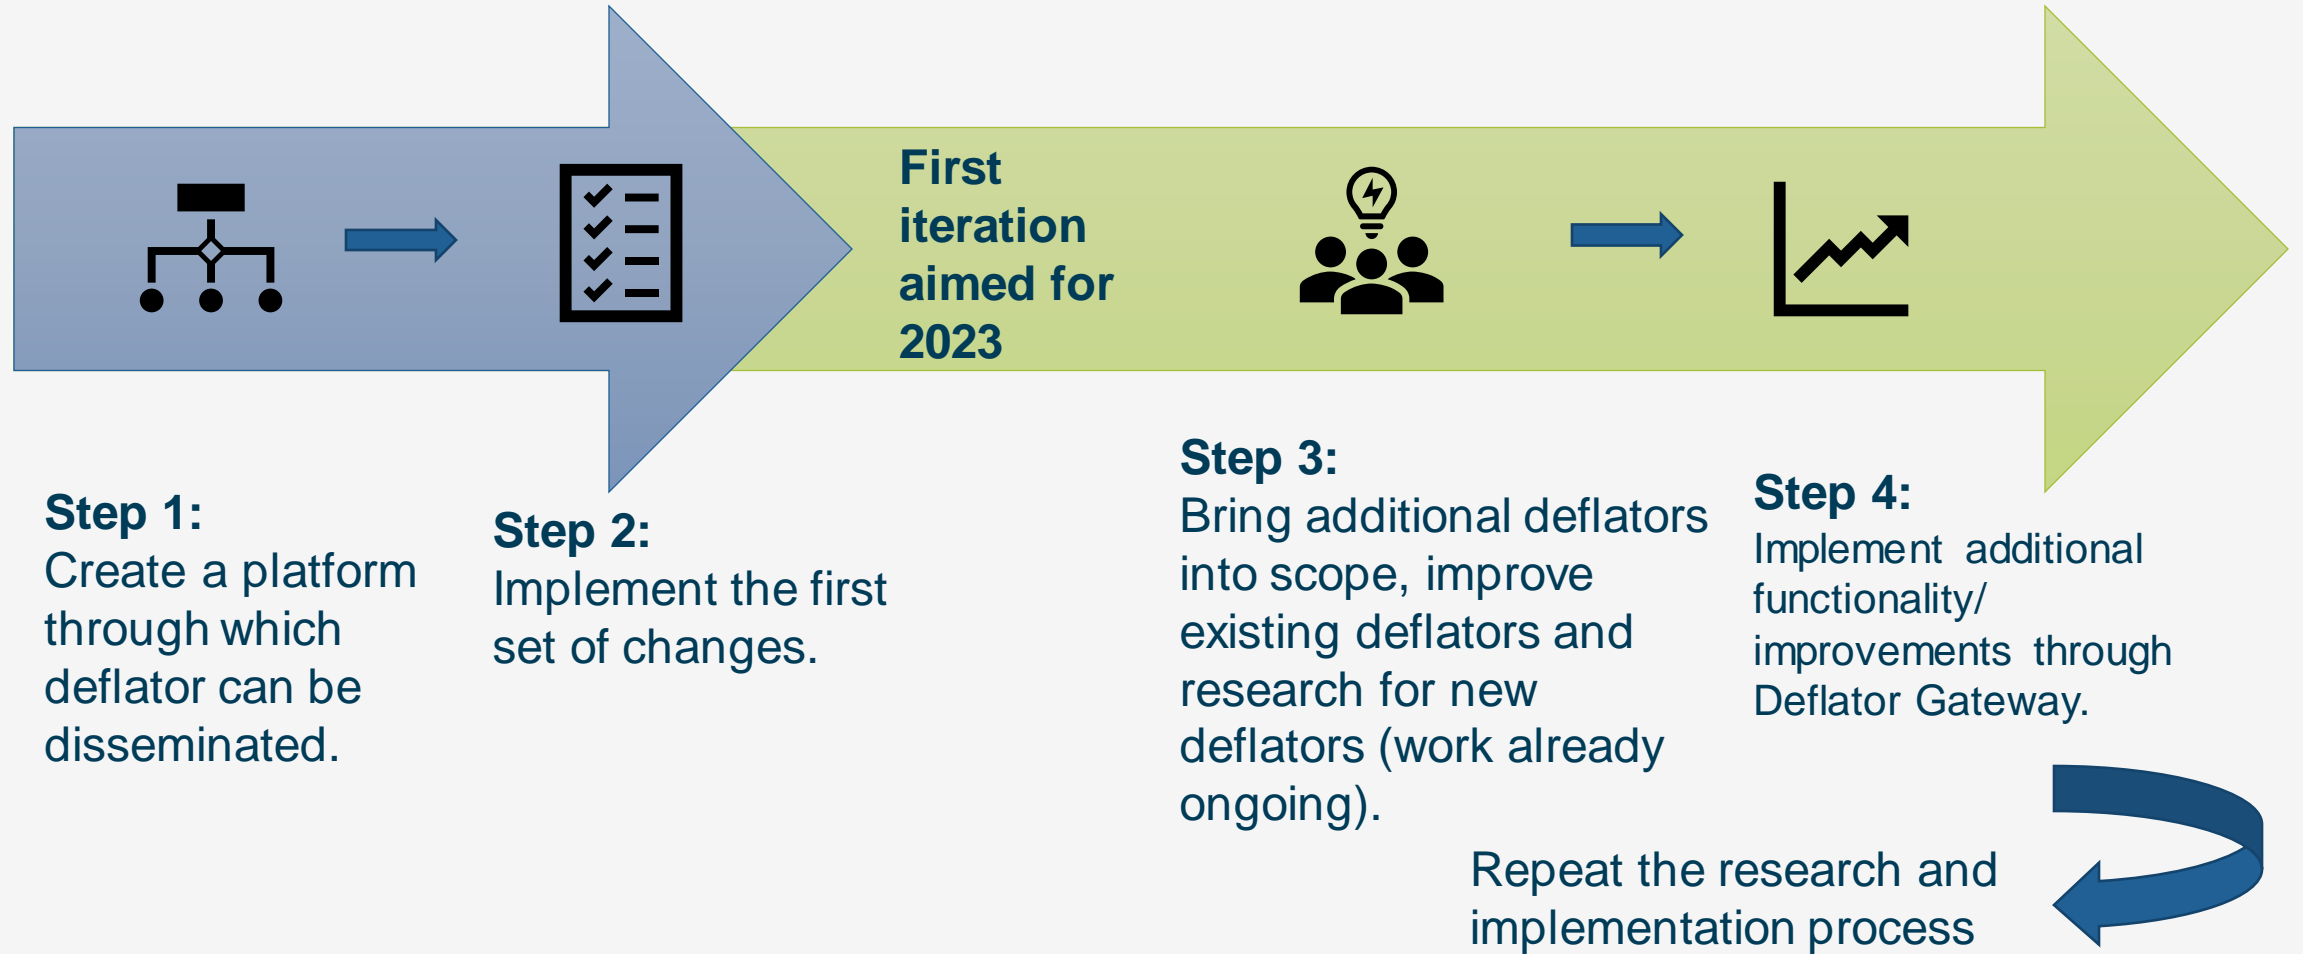 First
iteration
aimed for
2023
Step 1:
Create a platform
through which
deflator can be
disseminated.
Step 2:
Implement the first
set of changes.
Step 3:
Bring additional deflators
into scope, improve
existing deflators and
research for new
deflators (work already
ongoing).
Step 4:
Implement additional
functionality/
improvements through
Deflator Gateway.
Repeat the research and
implementation process